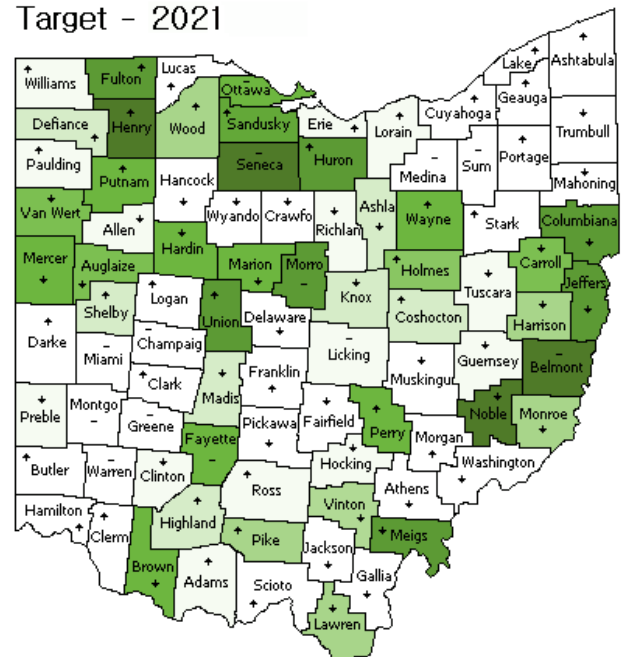 Target - 2021
Williams
Fulton
Lucas
Ottawa
Lake
Ashtabula
Geauga
Cuyahoga
Defiance
Henry
Wood
Sandusky
Erie
Lorain
Trumbull
Paulding
Putnam
Hancock
Seneca
Huron
Medina
Sum
Portage
Mahoning
Van Wert
Allen
Wyando
Crawfo
Richlan
Ashla
Wayne
Stark
Columbiana
Mercer
Auglaize
Hardin
Marion
Morro
Holmes
Carroll
Jeffers
Shelby
Logan
Union
Delaware
Knox
Coshocton
Tuscara
Harrison
Darke
Miami
Champaig
Licking
Muskingu
Guernsey
Belmont
Clark
Madis
Franklin
Noble
Monroe
Preble
Montgo
Greene
Fayette
Pickawa
Fairfield
Perry
Morgan
Washington
Butler
Warren
Clinton
Ross
Hocking
Athens
Hamilton
Clerm
Highland
Pike
Vinton
Meigs
Brown
Adams
Scioto
Jackson
Gallia
Lawren